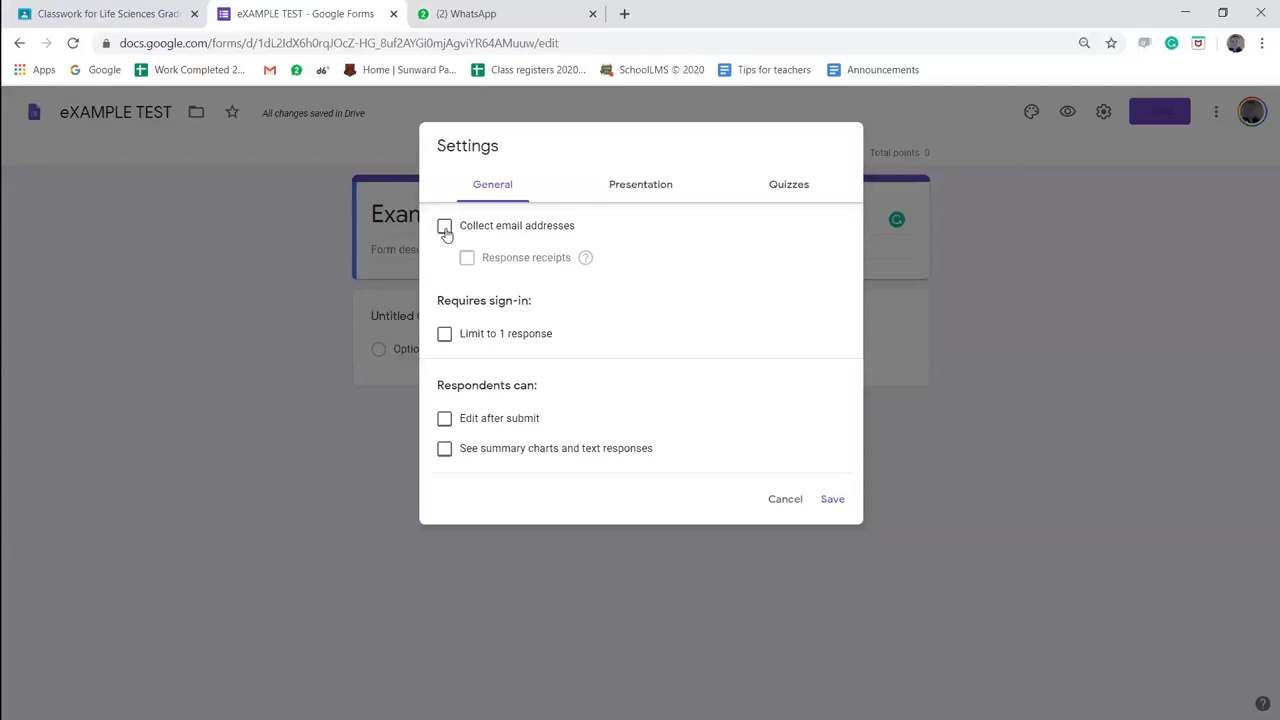 Classwork for Life Sciences Grad
eXAMPLE TEST - Google Forms
(2) WhatsApp
docs.google.com/forms/d/1dL2IdX6h0rqJOcZ-HG_8uf2AYGi0mjAgviYR64AMuuw/edit
Apps Google Work Completed 2... Home | Sunward Pa... Class registers 2020... SchoolLMS © 2020 Tips for teachers Announcements
eXAMPLE TEST All changes saved in Drive
Total points 0
Settings
General Presentation Quizzes
Exan
Form desc
Collect email addresses
Response receipts ?
Requires sign-in:
Untitled
Limit to 1 response
Optio
Respondents can:
Edit after submit
See summary charts and text responses
Cancel Save